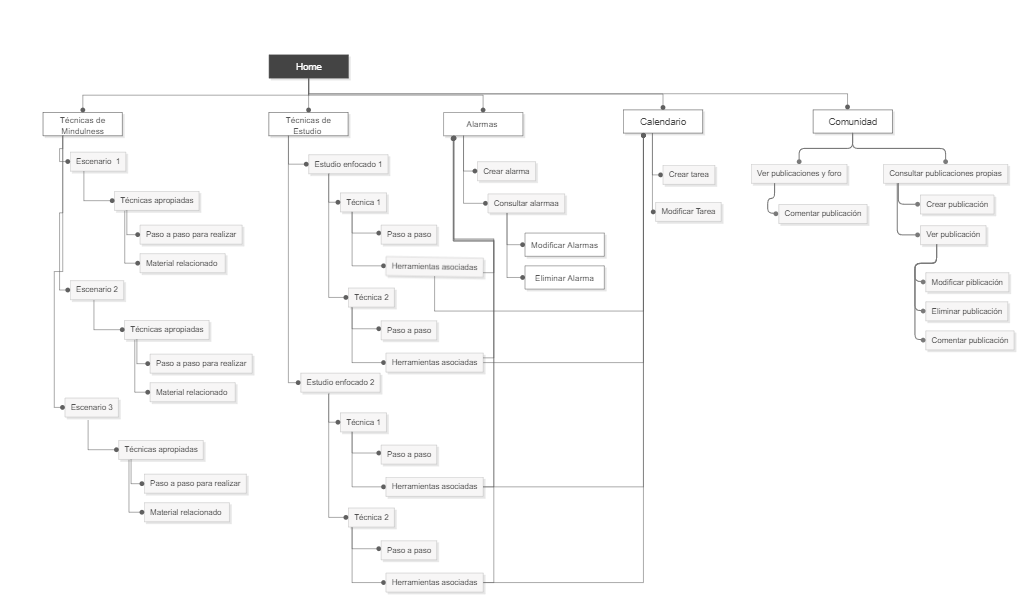 Home
Técnicas de
Mindulness
Escenario 1
Técnicas apropiadas
Paso a paso para realizar
Material relacionado
Escenario 2
Técnicas apropiadas
Paso a paso para realizar
Material relacionado
Escenario 3
Técnicas apropiadas
Paso a paso para realizar
Material relacionado
Técnicas de
Estudio
Estudio enfocado 1
Técnica 1
Paso a paso
Herramientas asociadas
Técnica 2
Paso a paso
Herramientas asociadas
Estudio enfocado 2
Técnica 1
Paso a paso
Herramientas asociadas
Técnica 2
Paso a paso
Herramientas asociadas
Alarmas
Crear alarma
Consultar alarmaa
Modificar Alarmas
Eliminar Alarma
Calendario
Crear tarea
Modificar Tarea
Comunidad
Ver publicaciones y foro
Comentar publicación
Consultar publicaciones propias
Crear publicación
Ver publicación
Modificar piblicación
Eliminar publicación
Comentar publicación